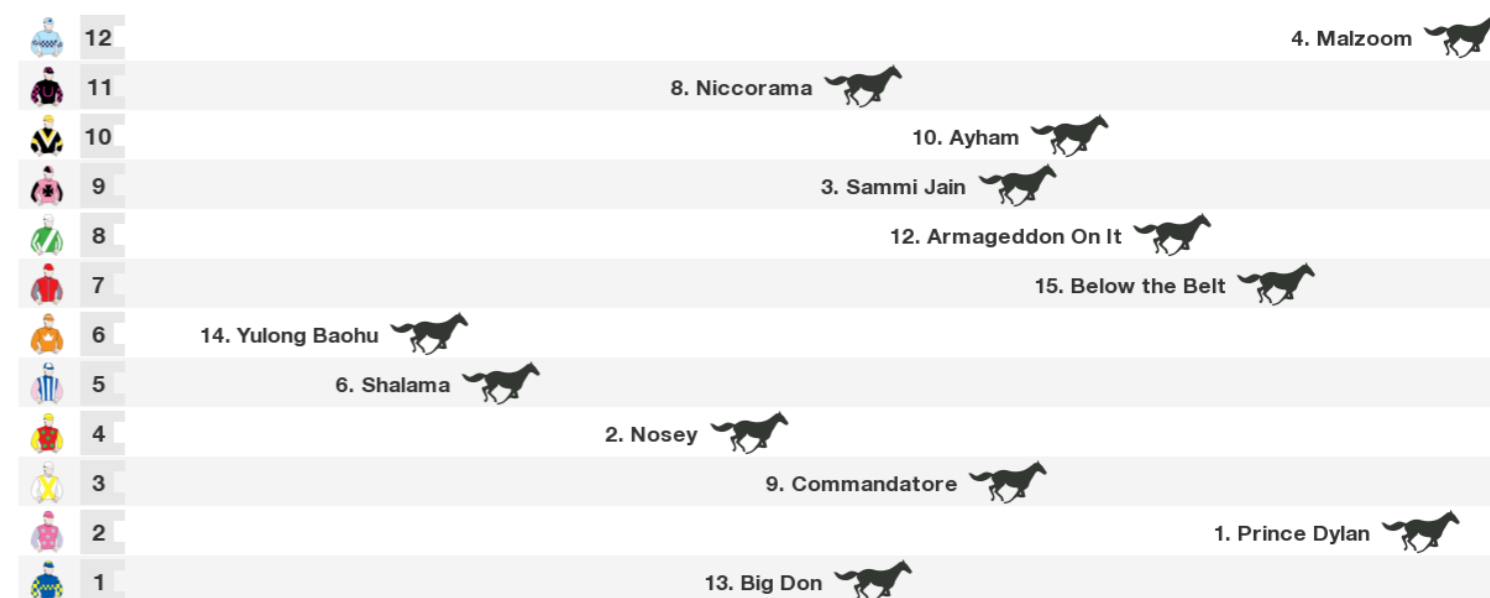 12 4. Malzoom
11 8. Niccorama
10 10. Ayham
9 3. Sammi Jain
8 12. Armageddon On It
7 15. Below the Belt
6 14. Yulong Baohu
5 6. Shalama
4 2. Nosey
3 9. Commandatore
2 1. Prince Dylan
1 13. Big Don